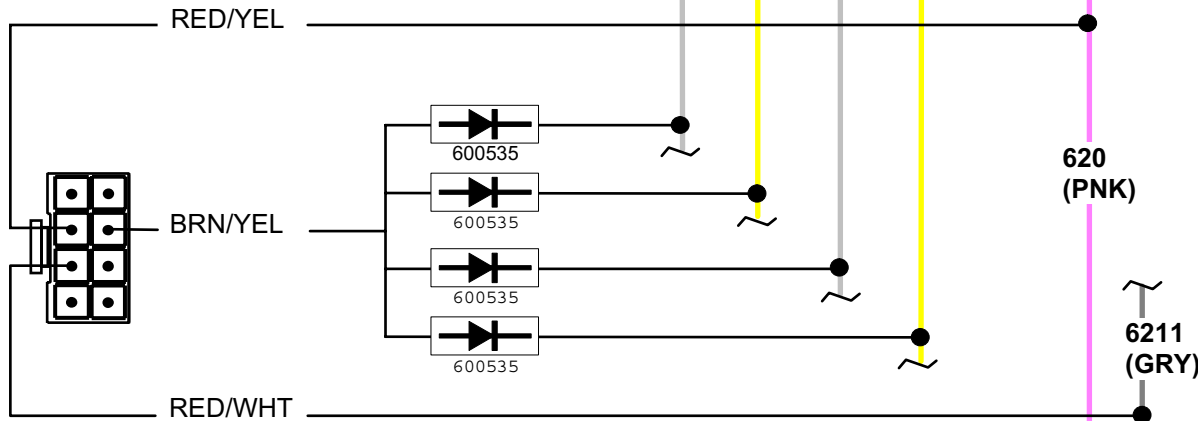 RED/YEL
600535
620
(PNK)
600535
BRN/YEL
600535
6211
(GRY)
600535
RED/WHT